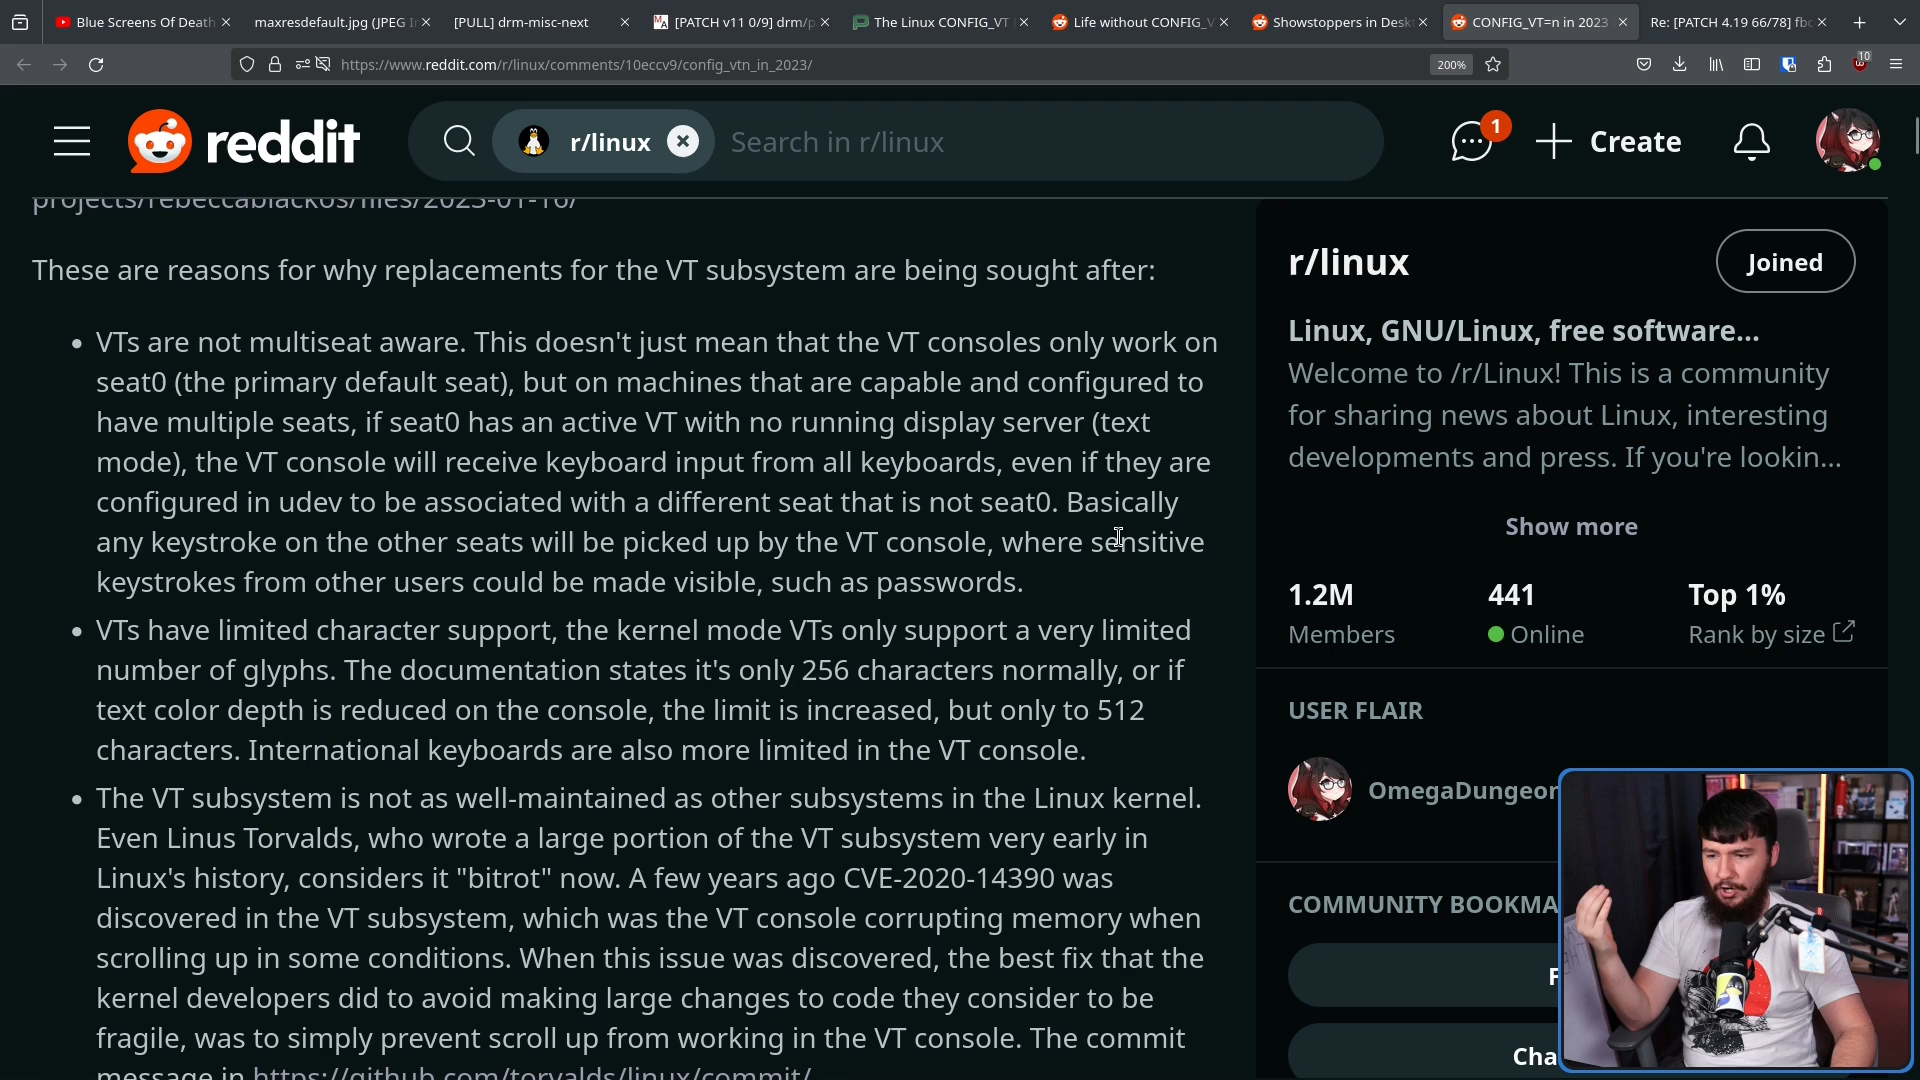 Blue Screens Of Death
maxresdefault.jpg (JPEG I
[PULL] drm-misc-next
[PATCH v11 0/9] drm/p
The Linux CONFIG_VT
Life without CONFIG_V
Showstoppers in Desk
CONFIG_VT=n in 2023
Re: [PATCH 4.19 66/78] fbc
https://www.reddit.com/r/linux/comments/10eccv9/config_vtn_in_2023/
200%
10
reddit
r/linux
Search in r/linux
1
Create
projects/rebeccablackos/files/2023-01-16/
These are reasons for why replacements for the VT subsystem are being sought after:
• VTs are not multiseat aware. This doesn't just mean that the VT consoles only work on
seat0 (the primary default seat), but on machines that are capable and configured to
have multiple seats, if seat0 has an active VT with no running display server (text
mode), the VT console will receive keyboard input from all keyboards, even if they are
configured in udev to be associated with a different seat that is not seat0. Basically
any keystroke on the other seats will be picked up by the VT console, where sensitive
keystrokes from other users could be made visible, such as passwords.
• VTs have limited character support, the kernel mode VTs only support a very limited
number of glyphs. The documentation states it's only 256 characters normally, or if
text color depth is reduced on the console, the limit is increased, but only to 512
characters. International keyboards are also more limited in the VT console.
• The VT subsystem is not as well-maintained as other subsystems in the Linux kernel.
Even Linus Torvalds, who wrote a large portion of the VT subsystem very early in
Linux's history, considers it "bitrot" now. A few years ago CVE-2020-14390 was
discovered in the VT subsystem, which was the VT console corrupting memory when
scrolling up in some conditions. When this issue was discovered, the best fix that the
kernel developers did to avoid making large changes to code they consider to be
fragile, was to simply prevent scroll up from working in the VT console. The commit
message in https://github.com/torvalds/linux/commit/
r/linux
Joined
Linux, GNU/Linux, free software...
Welcome to /r/Linux! This is a community
for sharing news about Linux, interesting
developments and press. If you're lookin...
Show more
1.2M
Members
441
Online
Top 1%
Rank by size
USER FLAIR
OmegaDungeon
COMMUNITY BOOKMA
F
Cha